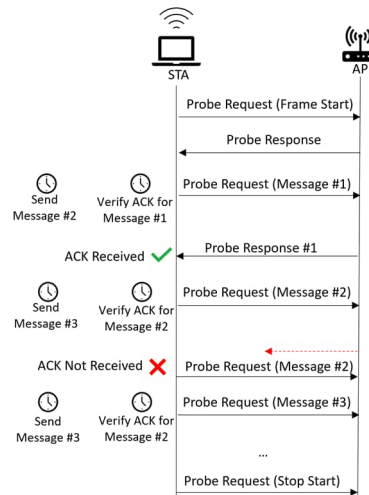 STA
AP
Probe Request (Frame Start)
Probe Response
Probe Request (Message #1)
Send
Message #2
Verify ACK for
Message #1
Probe Response #1
ACK Received
Probe Request (Message #2)
Send
Message #3
Verify ACK for
Message #2
ACK Not Received
Probe Request (Message #2)
Probe Request (Message #3)
Send
Message #3
Verify ACK for
Message #2
...
Probe Request (Stop Start)